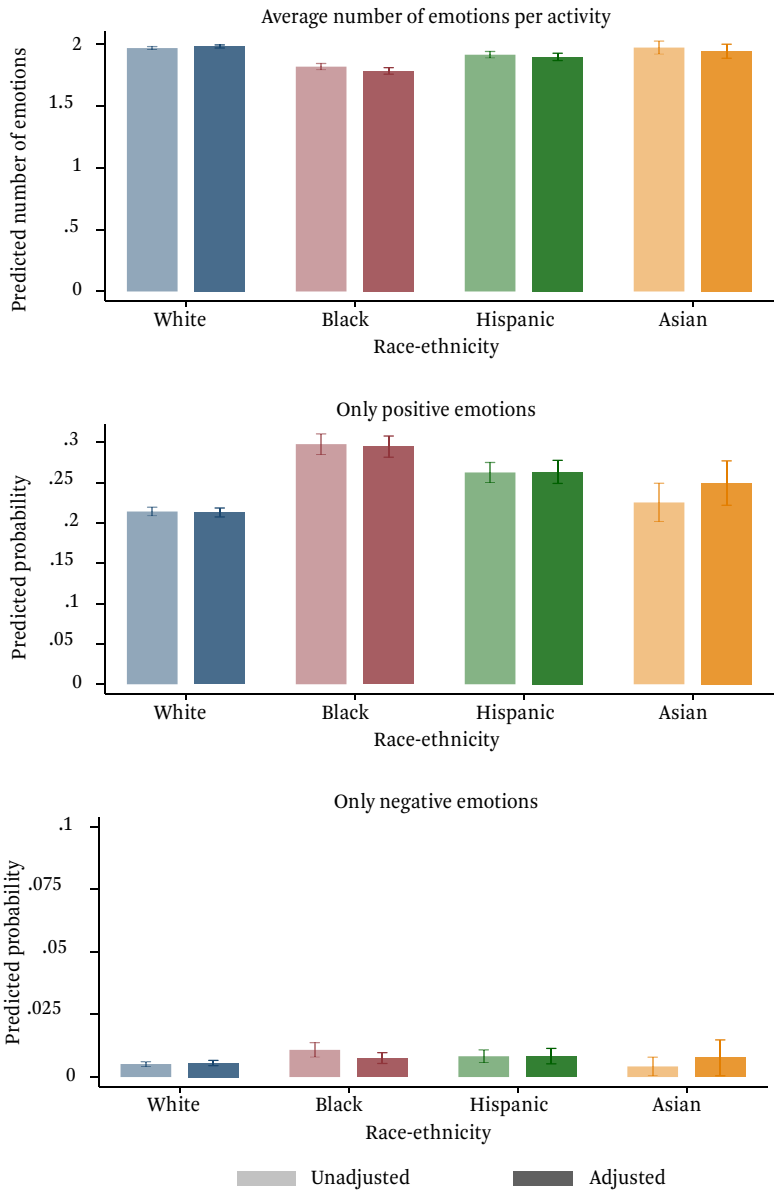 Average number of emotions per activity
Predicted number of emotions
2
1.5
1
.5
0
White Black Hispanic Asian
Race-ethnicity
Only positive emotions
Predicted probability
.3
.25
.2
.15
.1
.05
0
White Black Hispanic Asian
Race-ethnicity
Only negative emotions
Predicted probability
.1
.075
.05
.025
0
White Black Hispanic Asian
Race-ethnicity
Unadjusted Adjusted